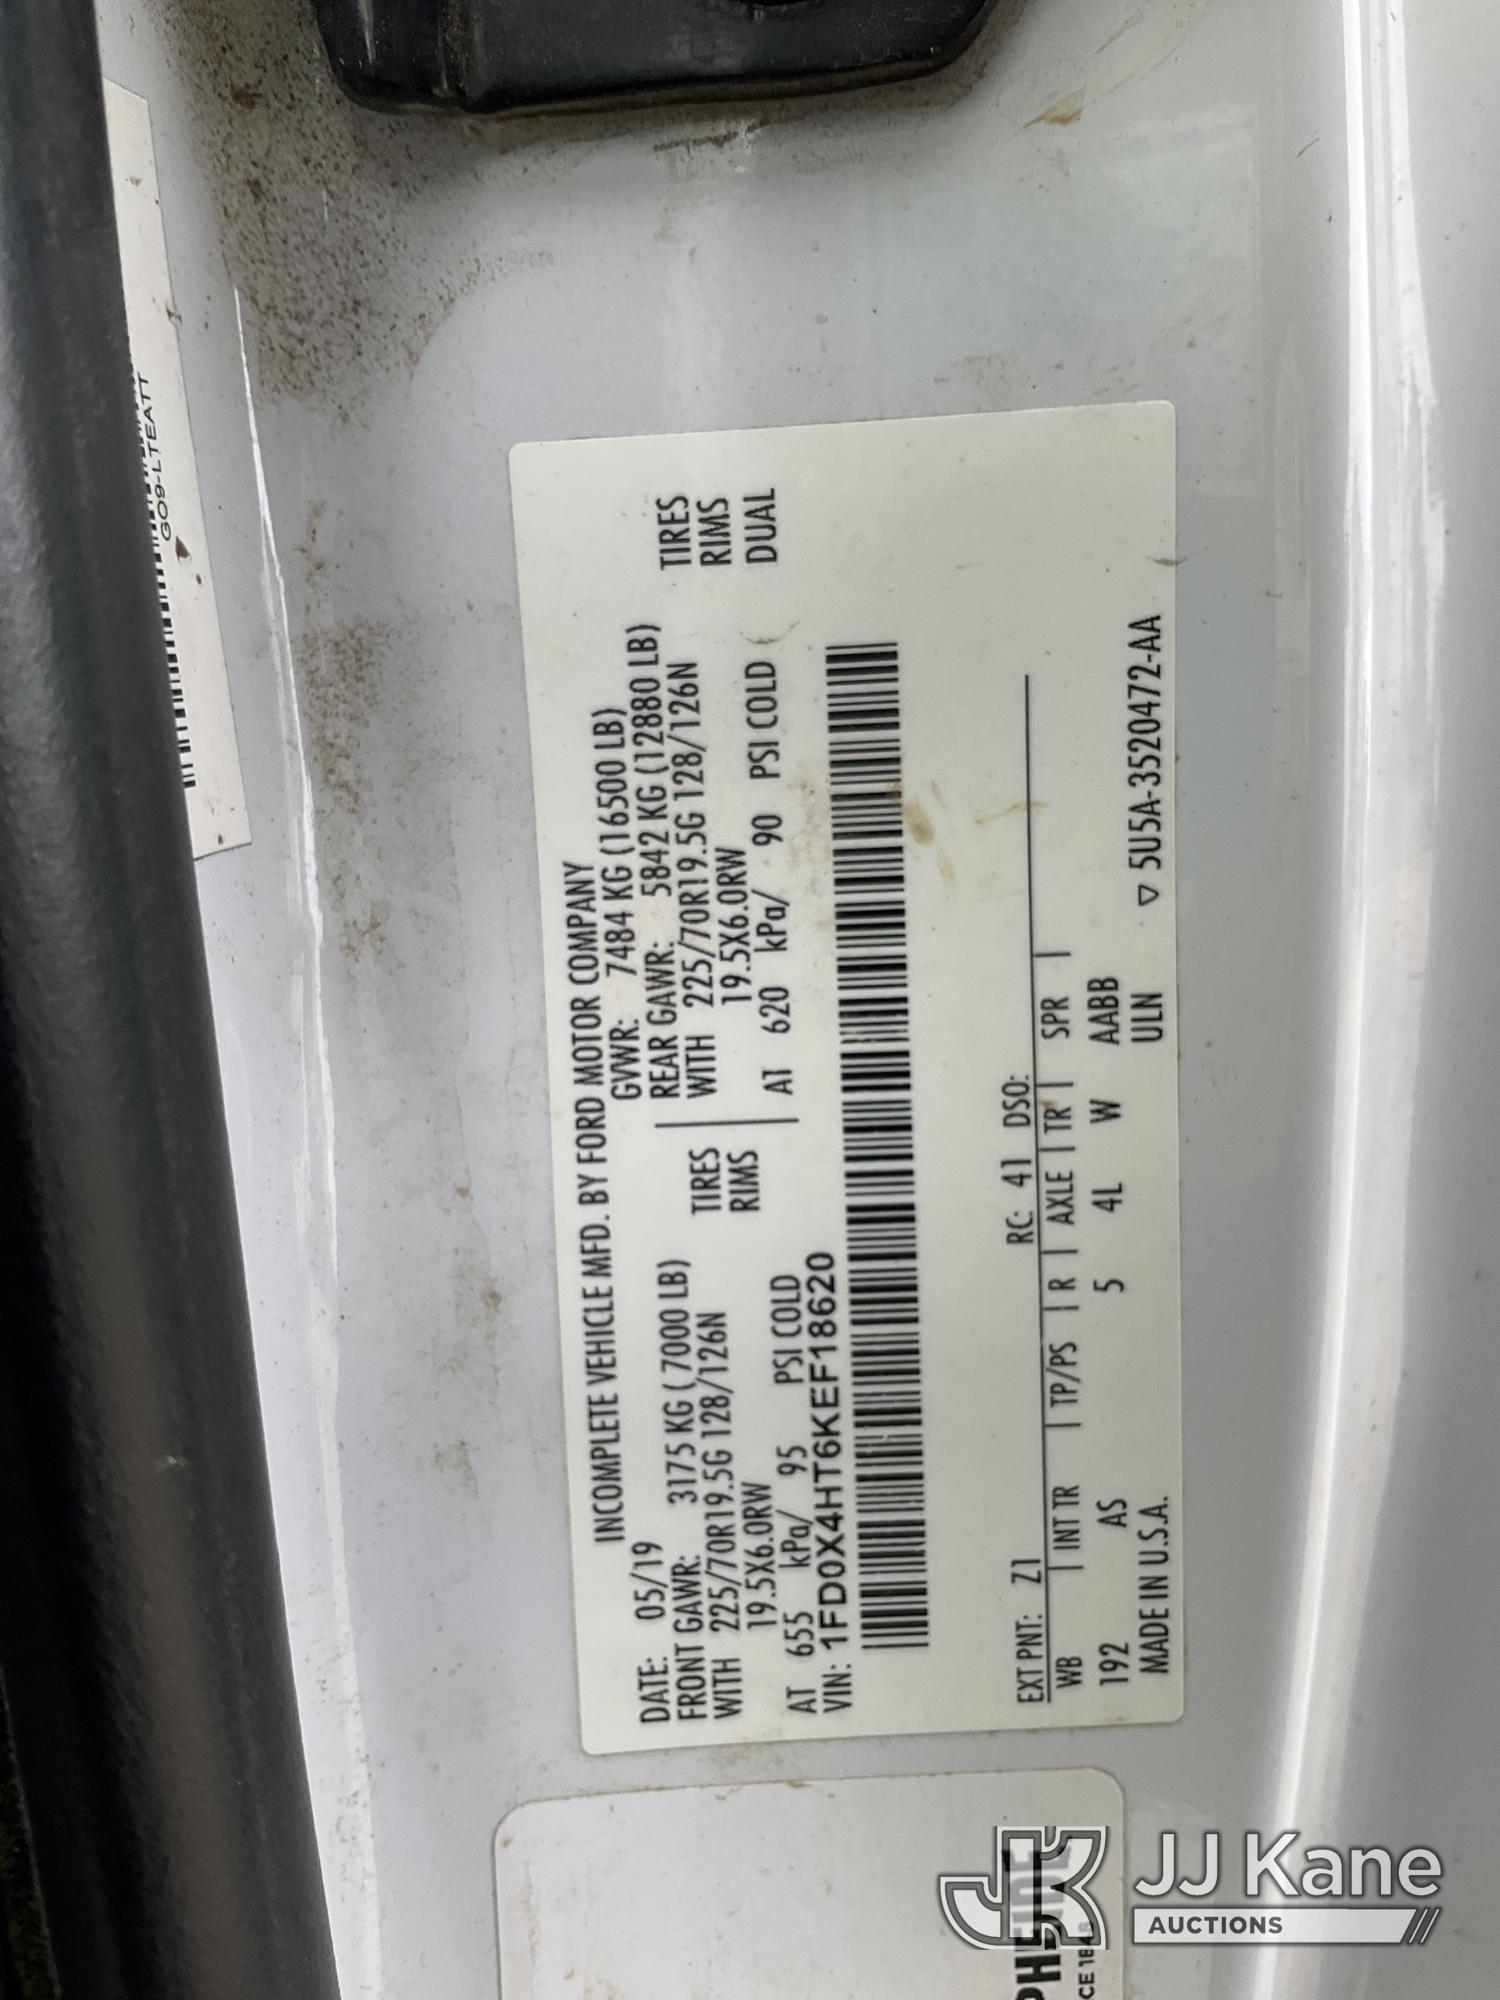 INCOMPLETE VEHICLE MFD. BY FORD MOTOR COMPANY
DATE: 05/19 GVWR: 7484 KG (16500 LB)
FRONT GAWR: 3175 KG ( 7000 LB) REAR GAWR: 5842 KG (12880 LB)
WITH 225/70R19.5G 128/126N TIRES WITH 225/70R19.5G 128/126N TIRES
19.5X6.0RW RIMS 19.5X6.0RW RIMS
AT 655 kPa/ 95 PSI COLD AT 620 kPa/ 90 PSI COLD DUAL
VIN: 1FD0X4HT6KEF18620
EXT PNT: Z1 RC: 41 DSO:
WB | INT TR | TP/PS | R | AXLE | TR | SPR |
192 AS 5 4L W AABB
MADE IN U.S.A. ULN
▽ 5U5A-3520472-AA
GO9-LTEATT
JJ Kane
AUCTIONS